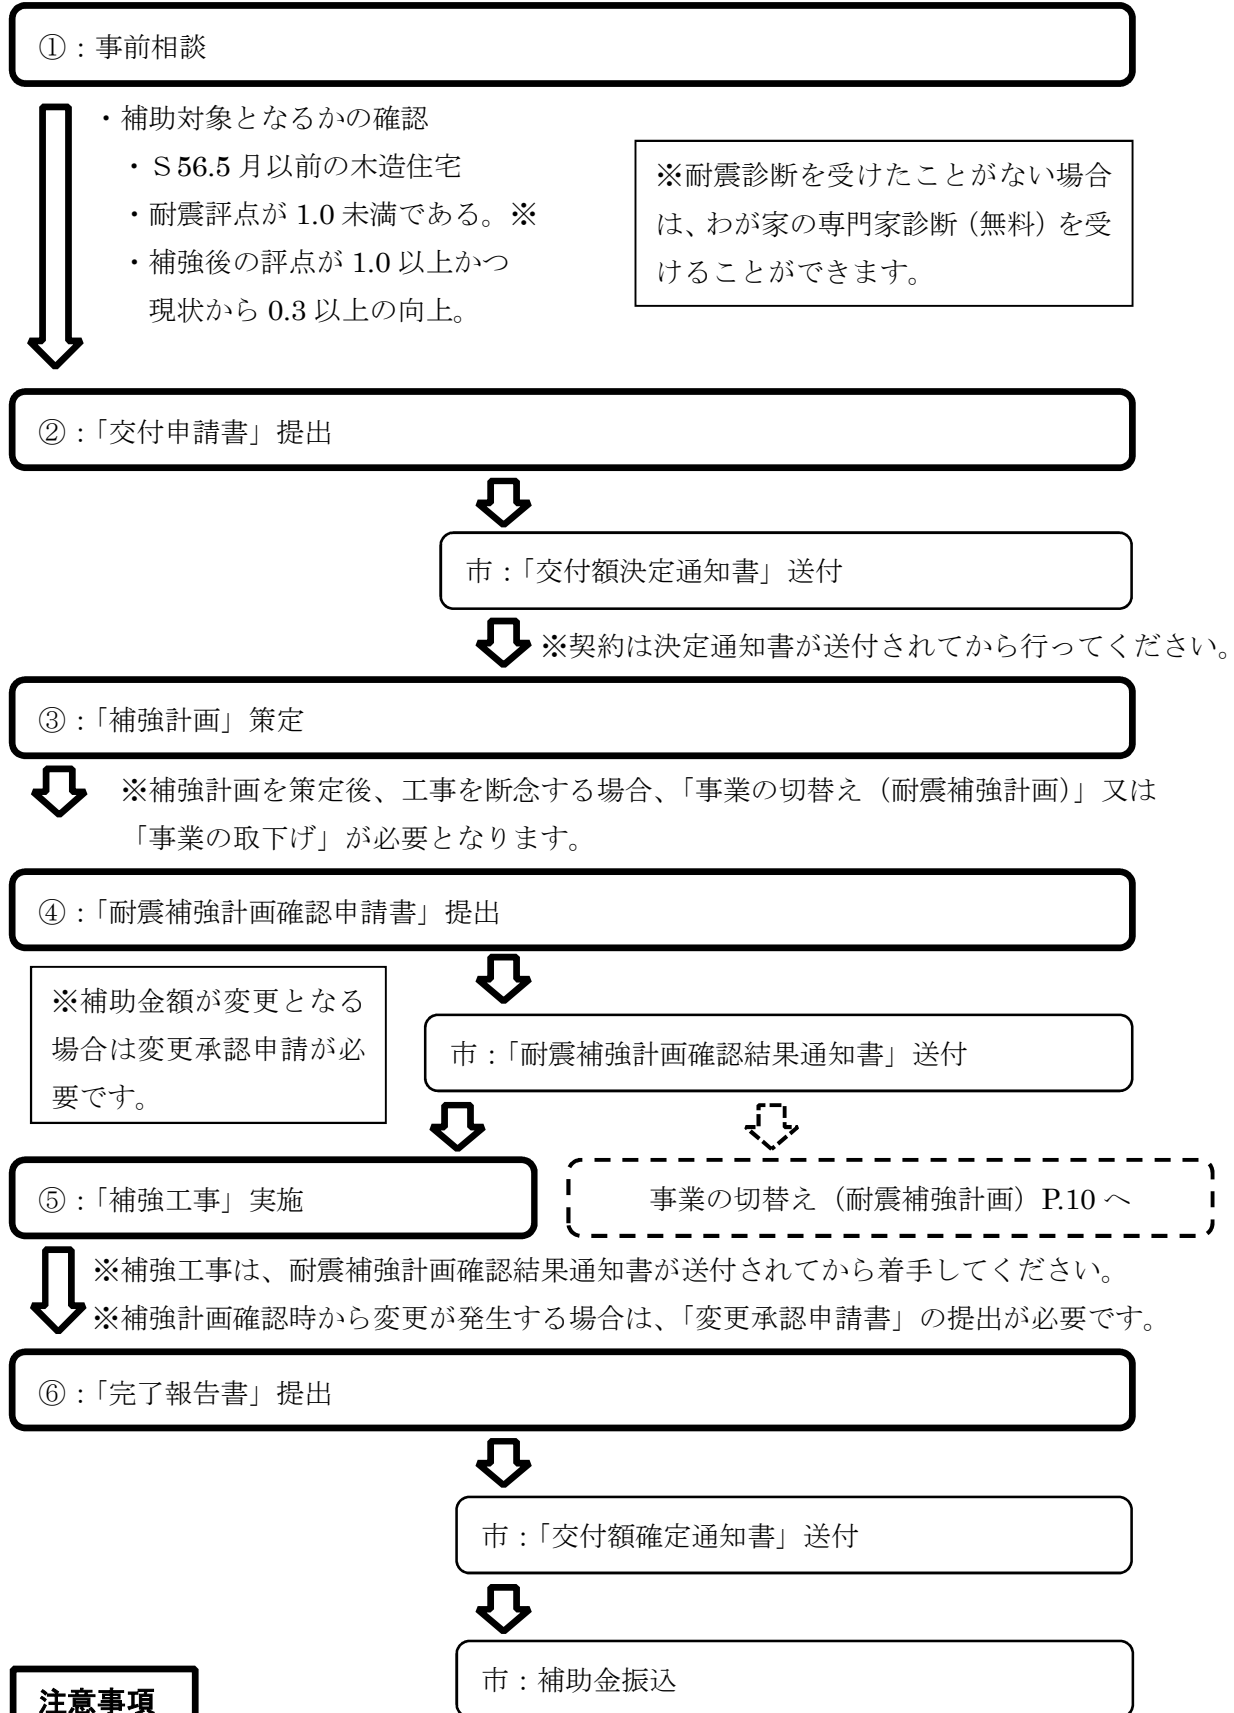 ①：事前相談
・補助対象となるかの確認
・Ｓ56.5 月以前の木造住宅
・耐震評点が 1.0 未満である。※
・補強後の評点が 1.0 以上かつ
現状から 0.3 以上の向上。
※耐震診断を受けたことがない場合
は、わが家の専門家診断（無料）を受
けることができます。
②：「交付申請書」提出
市：「交付額決定通知書」送付
※契約は決定通知書が送付されてから行ってください。
③：「補強計画」策定
※補強計画を策定後、工事を断念する場合、「事業の切替え（耐震補強計画）」又は
「事業の取下げ」が必要となります。
④：「耐震補強計画確認申請書」提出
※補助金額が変更となる
場合は変更承認申請が必
要です。
市：「耐震補強計画確認結果通知書」送付
⑤：「補強工事」実施
事業の切替え（耐震補強計画）P.10 へ
※補強工事は、耐震補強計画確認結果通知書が送付されてから着手してください。
※補強計画確認時から変更が発生する場合は、「変更承認申請書」の提出が必要です。
⑥：「完了報告書」提出
市：「交付額確定通知書」送付
市：補助金振込
注意事項